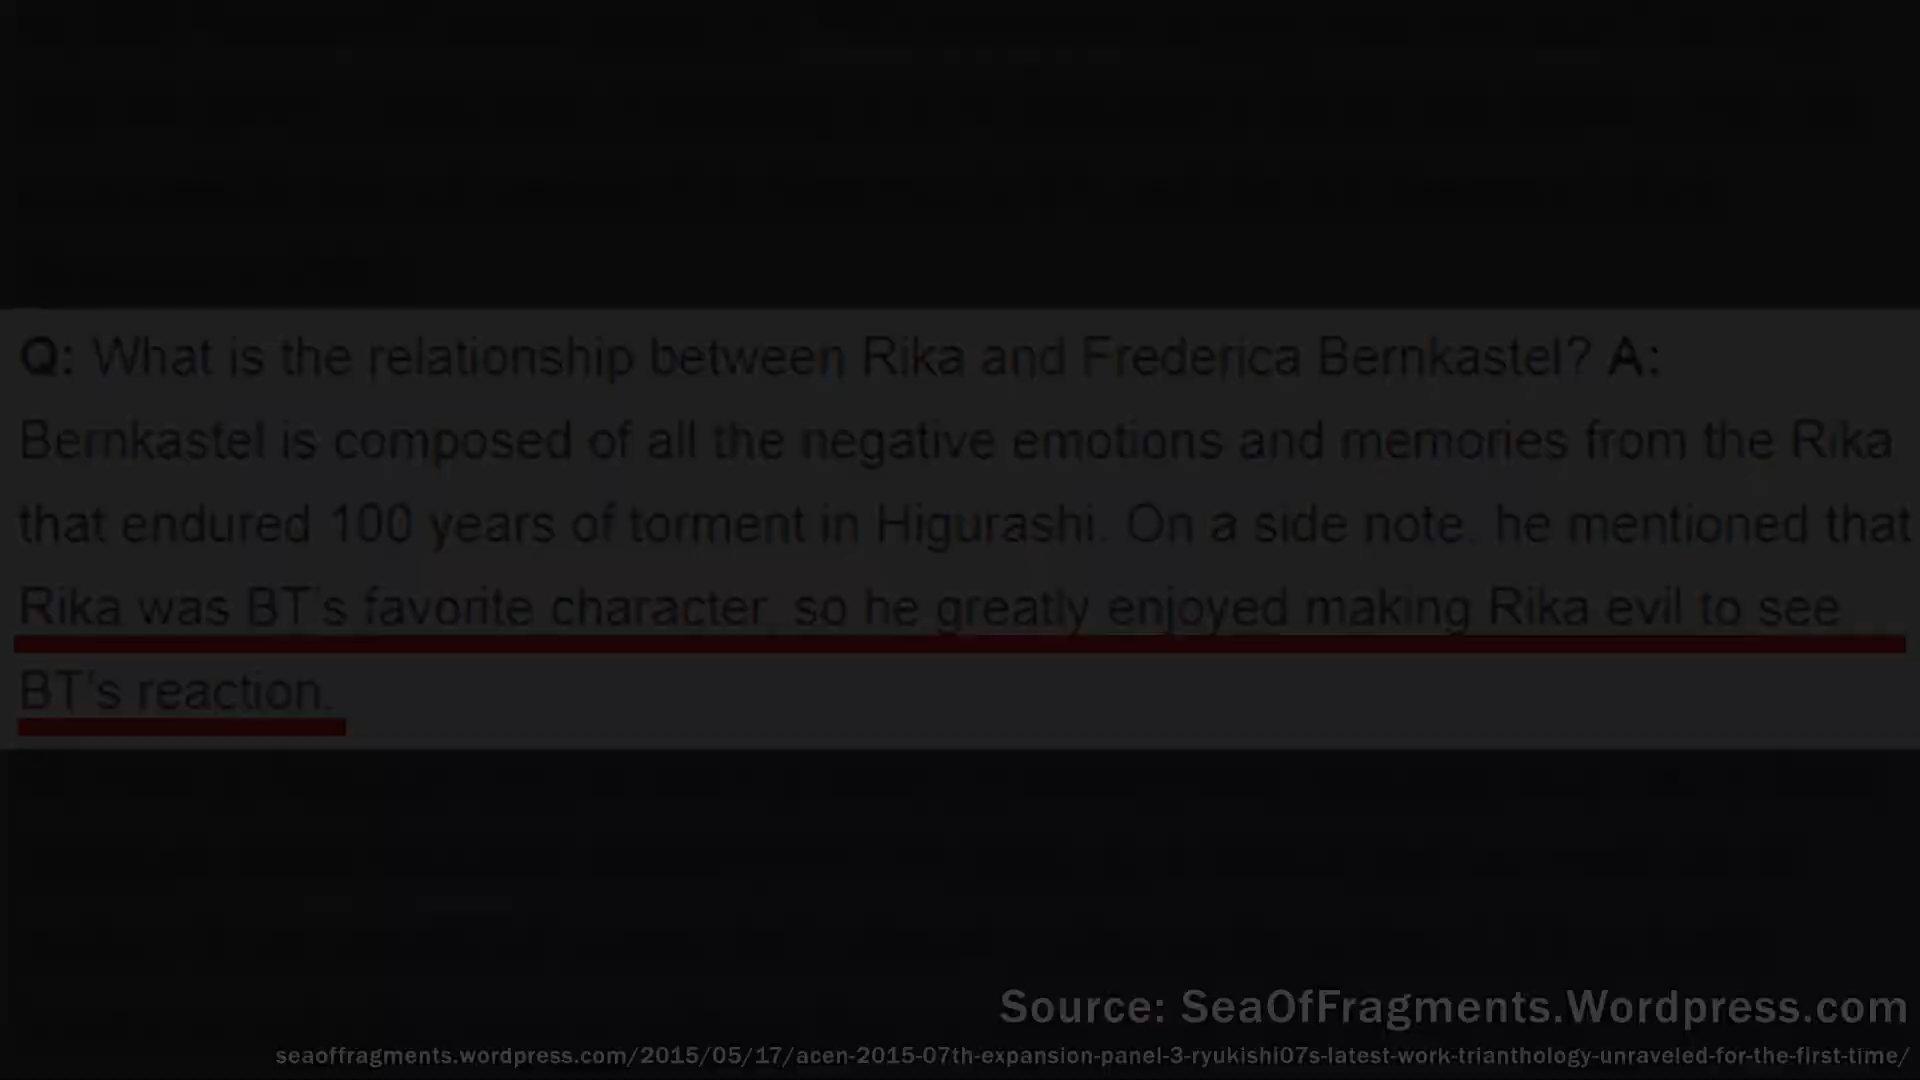 Q: What is the relationship between Rika and Frederica Bernkastel? A:
Bernkastel is composed of all the negative emotions and memories from the Rika
that endured 100 years of torment in Higurashi. On a side note, he mentioned that
Rika was BT's favorite character, so he greatly enjoyed making Rika evil to see
BT's reaction.
Source: SeaOfFragments.Wordpress.com
seaoffragments.wordpress.com/2015/05/17/acen-2015-07th-expansion-panel-3-ryukishi07s-latest-work-trianthology-unraveled-for-the-first-time/